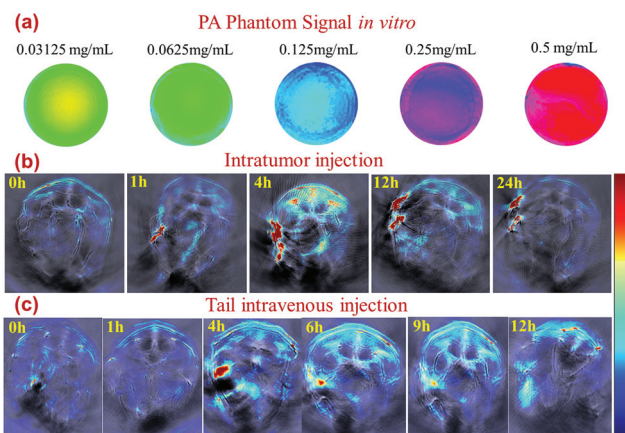 (a) PA Phantom Signal in vitro
0.03125 mg/mL 0.0625mg/mL 0.125mg/mL 0.25mg/mL 0.5 mg/mL
(b) Intratumor injection
0h 1h 4h 12h 24h
(c) Tail intravenous injection
0h 1h 4h 6h 9h 12h